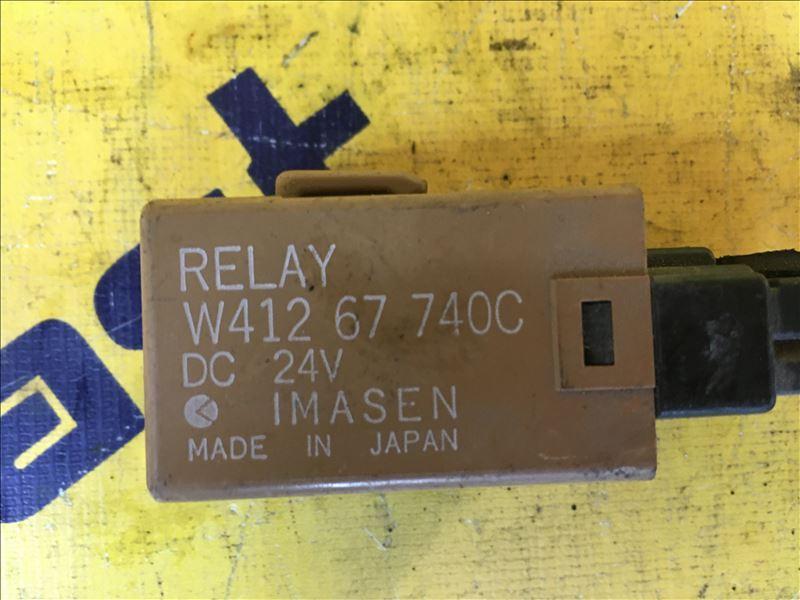 RELAY
W412 67 740C
DC 24V
IMASEN
MADE IN JAPAN